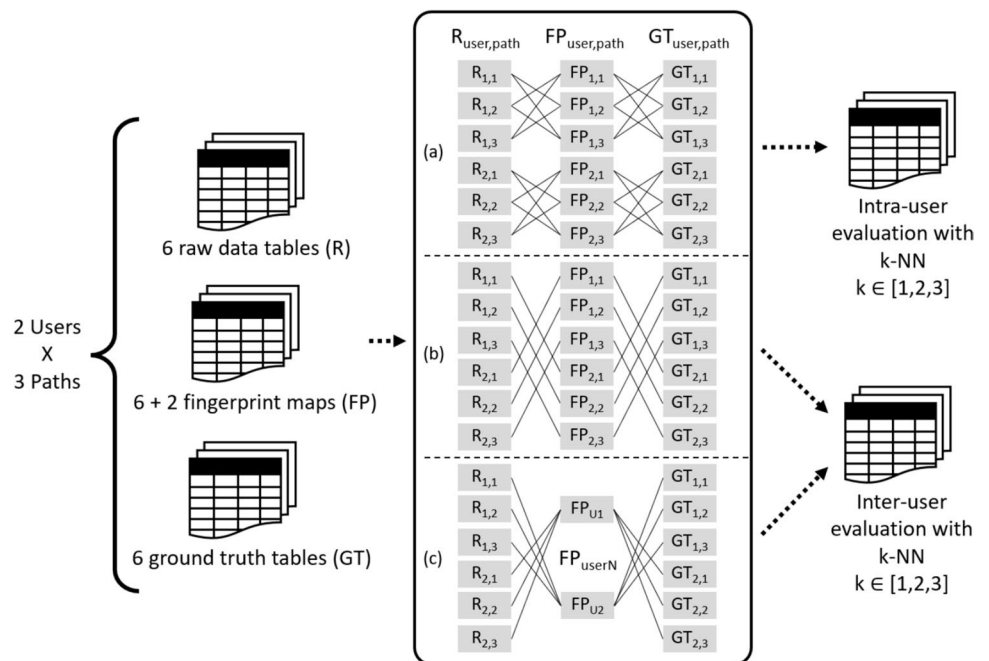 2 Users
X
3 Paths
6 raw data tables (R)
6 + 2 fingerprint maps (FP)
6 ground truth tables (GT)
R_user,path FP_user,path GT_user,path
(a)
R_1,1 FP_1,1 GT_1,1
R_1,2 FP_1,2 GT_1,2
R_1,3 FP_1,3 GT_1,3
R_2,1 FP_2,1 GT_2,1
R_2,2 FP_2,2 GT_2,2
R_2,3 FP_2,3 GT_2,3
(b)
R_1,1 FP_1,1 GT_1,1
R_1,2 FP_1,2 GT_1,2
R_1,3 FP_1,3 GT_1,3
R_2,1 FP_2,1 GT_2,1
R_2,2 FP_2,2 GT_2,2
R_2,3 FP_2,3 GT_2,3
(c)
R_1,1 GT_1,1
R_1,2 FP_U1 GT_1,2
R_1,3 GT_1,3
FP_userN
R_2,1 GT_2,1
R_2,2 FP_U2 GT_2,2
R_2,3 GT_2,3
Intra-user
evaluation with
k-NN
k ∈ [1,2,3]
Inter-user
evaluation with
k-NN
k ∈ [1,2,3]